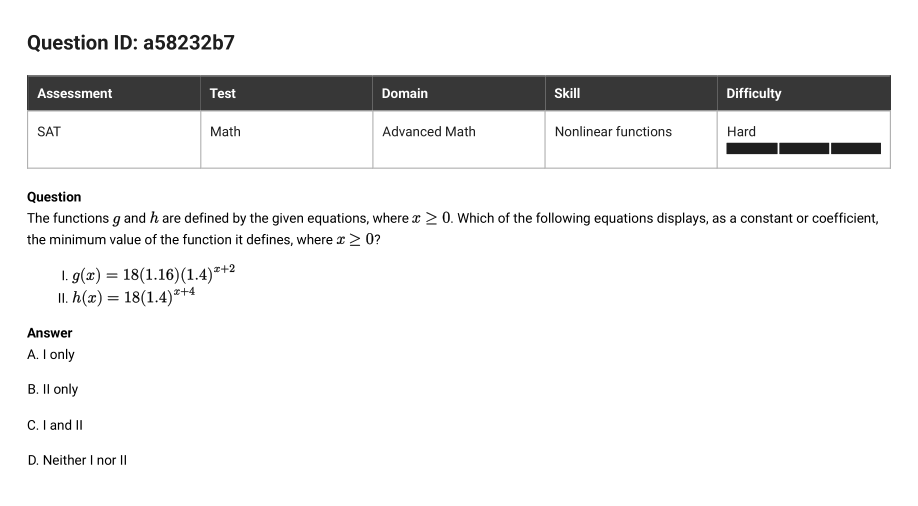 Question ID: a58232b7
Assessment Test Domain Skill Difficulty
SAT Math Advanced Math Nonlinear functions Hard
Question
The functions g and h are defined by the given equations, where x ≥ 0. Which of the following equations displays, as a constant or coefficient,
the minimum value of the function it defines, where x ≥ 0?
I. g(x) = 18(1.16)(1.4)^{x+2}
II. h(x) = 18(1.4)^{x+4}
Answer
A. I only
B. II only
C. I and II
D. Neither I nor II